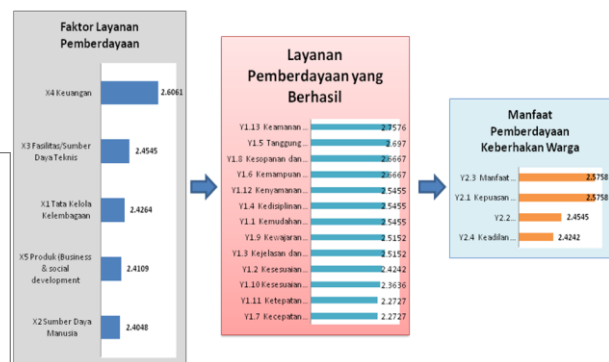 Faktor Layanan
Pemberdayaan
X4 Keuangan
2.6061
X3 Fasilitas/Sumber
Daya Teknis
2.4545
X1 Tata Kelola
Kelembagaan
2.4264
X5 Produk (Business
& social
development
2.4109
X2 Sumber Daya
Manusia
2.4048
Layanan
Pemberdayaan yang
Berhasil
Y1.13 Keamanan ... 2.7576
Y1.5 Tanggung ... 2.697
Y1.8 Kesopanan dan ... 2.6667
Y1.6 Kemampuan ... 2.6667
Y1.12 Kenyamanan ... 2.5455
Y1.4 Kedisiplinan ... 2.5455
Y1.1 Kemudahan ... 2.5455
Y1.9 Kewajaran ... 2.5152
Y1.3 Kejelasan dan ... 2.5152
Y1.2 Kesesuaian ... 2.4242
Y1.10 Kesesuaian ... 2.3636
Y1.11 Ketepatan ... 2.2727
Y1.7 Kecepatan ... 2.2727
Manfaat
Pemberdayaan
Keberhakan Warga
Y2.3 Manfaat ... 2.5758
Y2.1 Kepuasan ... 2.5758
Y2.2 ... 2.4545
Y2.4 Keadilan ... 2.4242